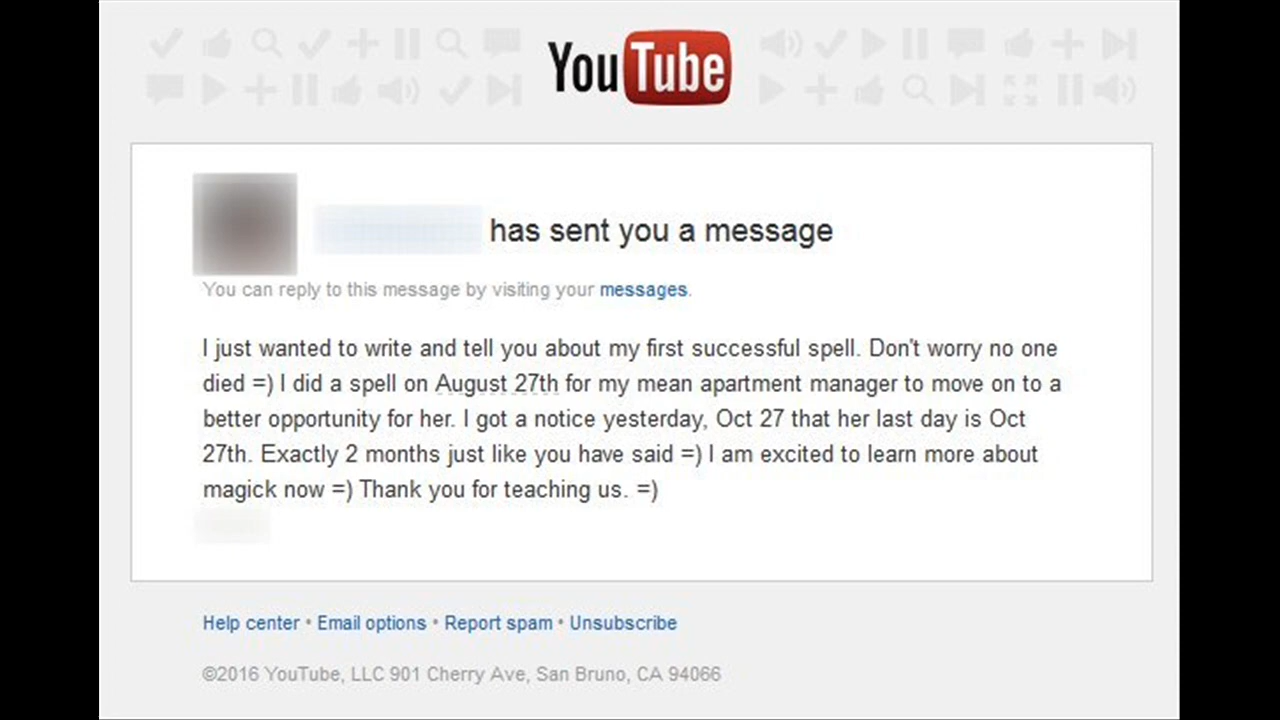 YouTube
has sent you a message
You can reply to this message by visiting your messages.
I just wanted to write and tell you about my first successful spell. Don't worry no one
died =) I did a spell on August 27th for my mean apartment manager to move on to a
better opportunity for her. I got a notice yesterday, Oct 27 that her last day is Oct
27th. Exactly 2 months just like you have said =) I am excited to learn more about
magick now =) Thank you for teaching us. =)
Help center • Email options • Report spam • Unsubscribe
©2016 YouTube, LLC 901 Cherry Ave, San Bruno, CA 94066